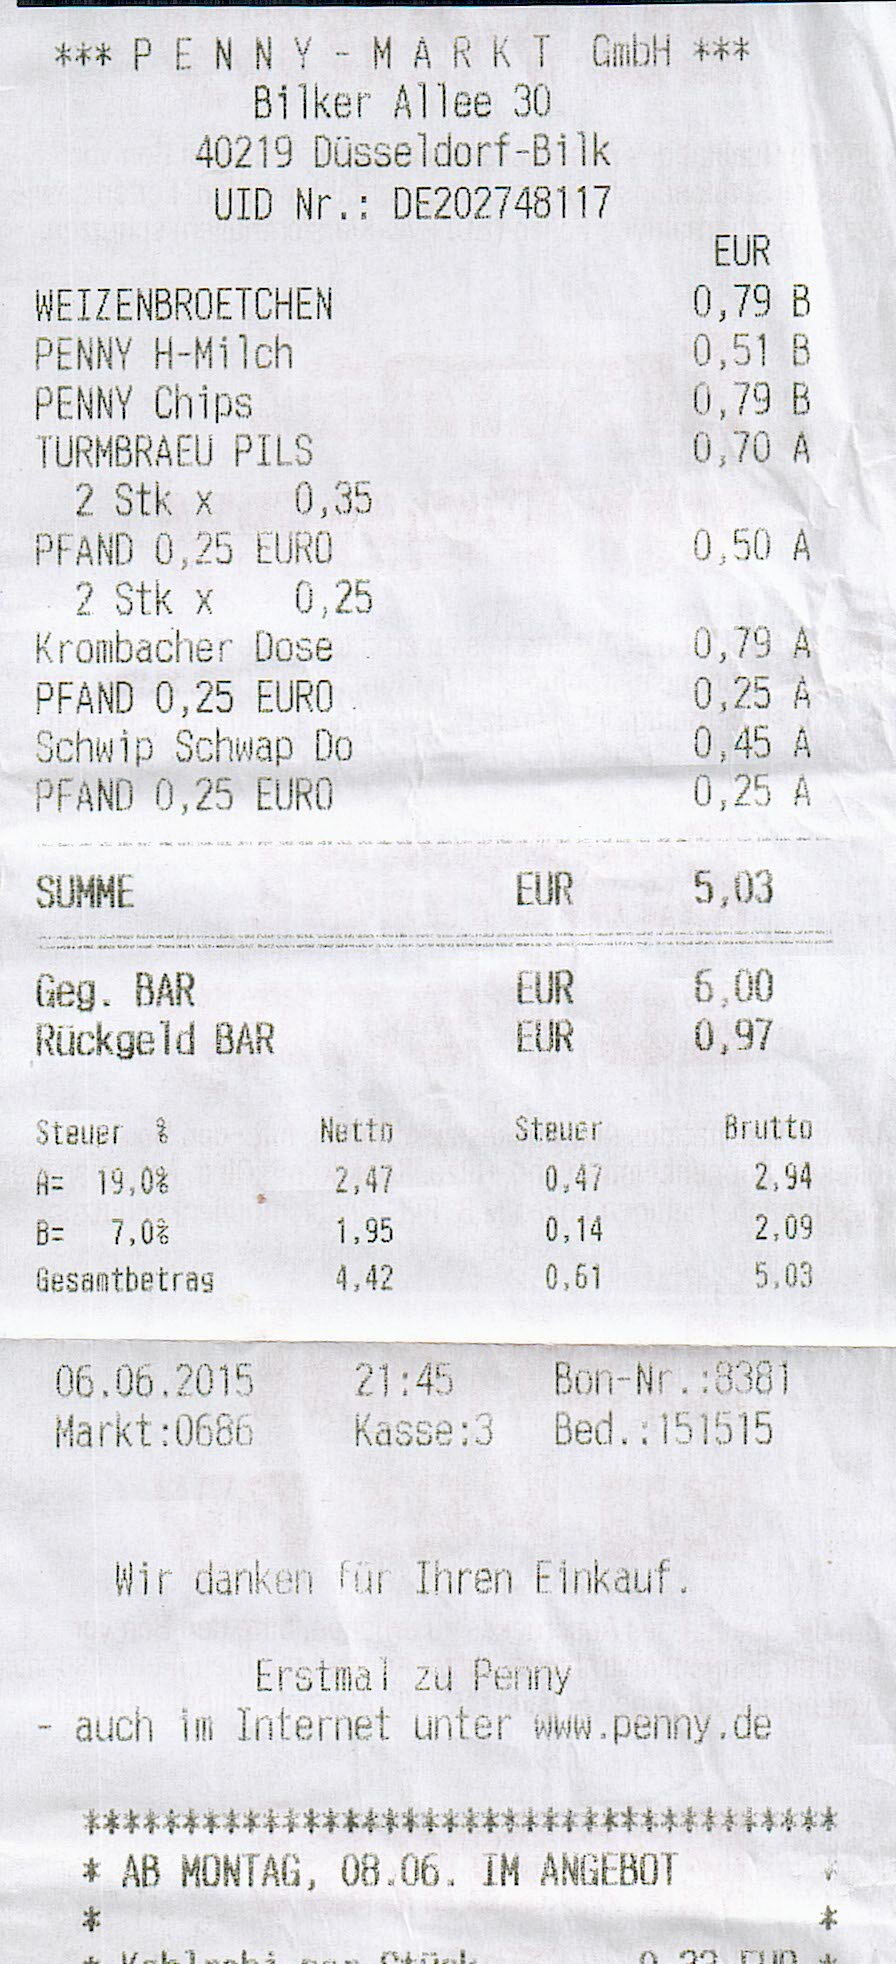 *** P E N N Y - M A R K T GmbH ***
Bilker Allee 30
40219 Düsseldorf-Bilk
UID Nr.: DE202748117
EUR
WEIZENBROETCHEN 0,79 B
PENNY H-Milch 0,51 B
PENNY Chips 0,79 B
TURMBRAEU PILS 0,70 A
2 Stk x 0,35
PFAND 0,25 EURO 0,50 A
2 Stk x 0,25
Krombacher Dose 0,79 A
PFAND 0,25 EURO 0,25 A
Schwip Schwap Do 0,45 A
PFAND 0,25 EURO 0,25 A
SUMME EUR 5,03
Geg. BAR EUR 6,00
Rückgeld BAR EUR 0,97
Steuer % Netto Steuer Brutto
A= 19,0% 2,47 0,47 2,94
B= 7,0% 1,95 0,14 2,09
Gesamtbetrag 4,42 0,61 5,03
06.06.2015 21:45 Bon-Nr.:8381
Markt:0686 Kasse:3 Bed.:151515
Wir danken für Ihren Einkauf.
Erstmal zu Penny
- auch im Internet unter www.penny.de
**************************************
* AB MONTAG, 08.06. IM ANGEBOT *
* *
* Kohlrabi per Stück EUR *